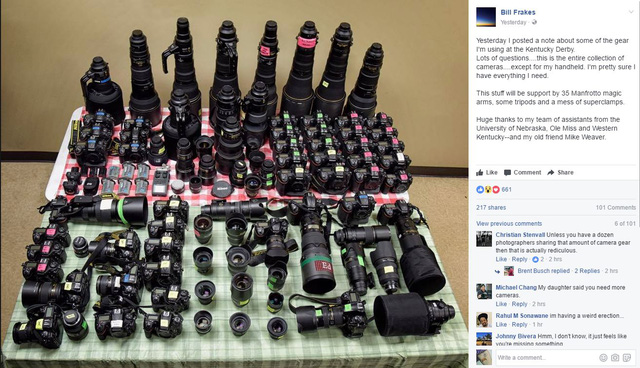 Bill Frakes
Yesterday ·
Yesterday I posted a note about some of the gear
I'm using at the Kentucky Derby.
Lots of questions....this is the entire collection of
cameras....except for my handheld. I'm pretty sure I
have everything I need.
This stuff will be support by 35 Manfrotto magic
arms, some tripods and a mess of superclamps.
Huge thanks to my team of assistants from the
University of Nebraska, Ole Miss and Western
Kentucky--and my old friend Mike Weaver.
Like Comment Share
661
217 shares 101 Comments
View previous comments 6 of 101
Christian Stenvall Unless you have a dozen
photographers sharing that amount of camera gear
then that is actually rediculous.
Like · Reply · 2 · 2 hrs
Brent Busch replied · 2 Replies · 2 hrs
Michael Chang My daughter said you need more
cameras.
Like · Reply · 2 hrs
Rahul M Sonawane im having a weird erection...
Like · Reply · 1 hr
Johnny Bivera Hmm, I don't know, it just feels like
you're missing something
Write a comment...